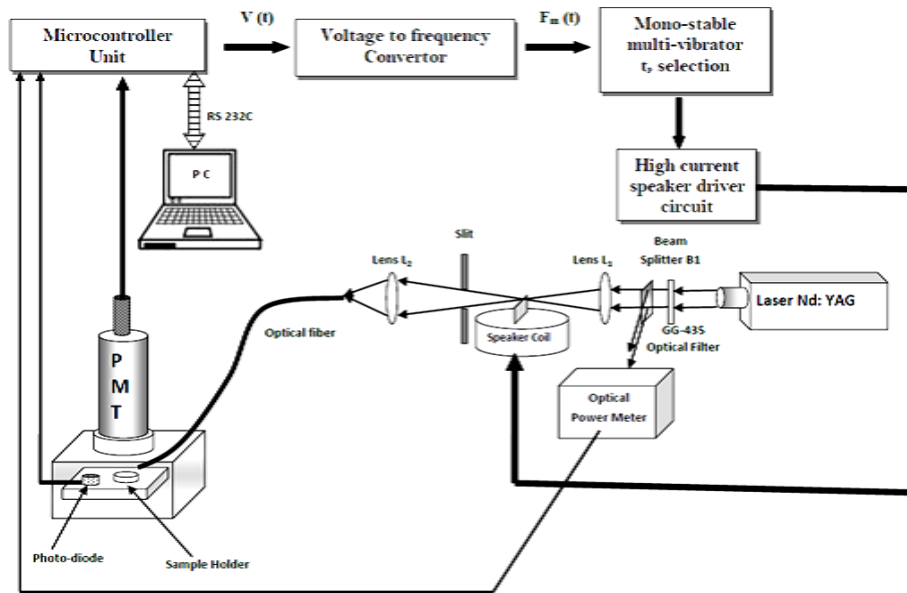 Microcontroller
Unit
V (t)
Voltage to frequency
Convertor
Fm (t)
Mono-stable
multi-vibrator
tp selection
RS 232C
P C
High current
speaker driver
circuit
Slit
Lens L2
Lens L1
Beam
Splitter B1
Laser Nd: YAG
Optical fiber
Speaker Coil
GG-435
Optical Filter
P
M
T
Optical
Power Meter
Photo-diode
Sample Holder